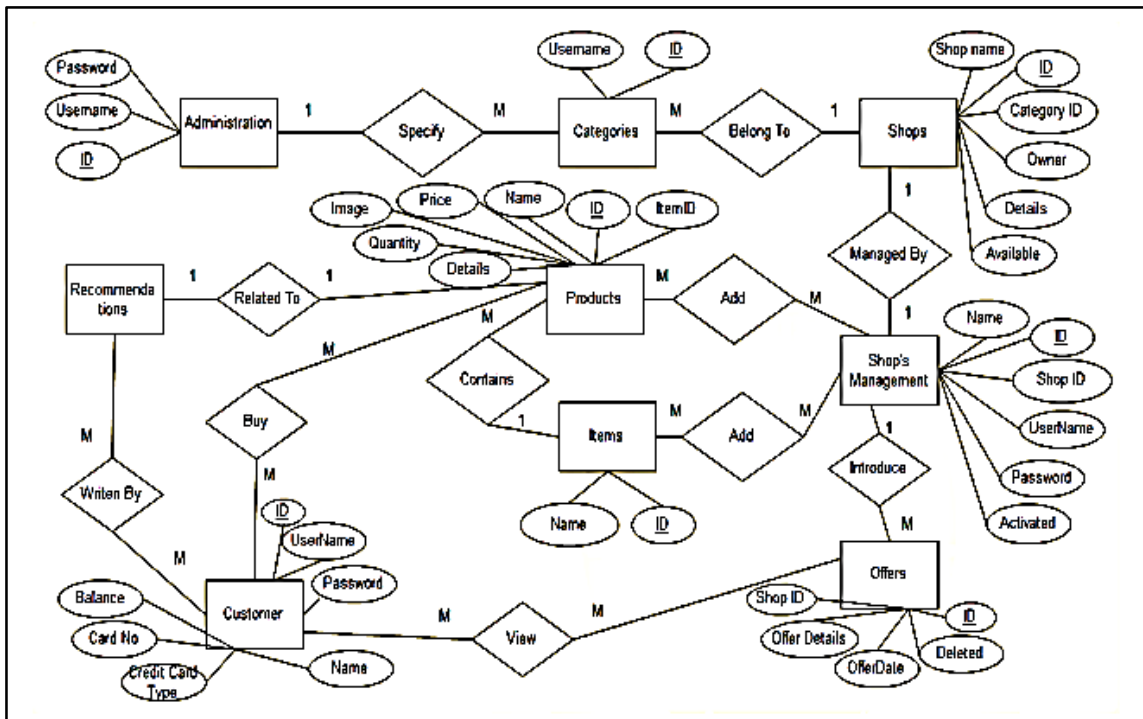 Username
ID
Shop name
Password
ID
Username
Administration
1
Specify
M
Categories
M
Belong To
1
Shops
Category ID
ID
Owner
Details
Available
1
Managed By
1
Image
Price
Name
ID
ItemID
Quantity
Details
Recommenda
tions
1
Related To
1
Products
M
Add
M
M
M
Contains
1
Items
M
Add
M
Name
ID
Shop's
Management
Name
ID
Shop ID
UserName
Password
Activated
1
Introduce
M
Buy
M
M
Writen By
M
ID
UserName
Password
Customer
Balance
Card No
Credit Card
Type
Name
M
View
M
Offers
Shop ID
Offer Details
OfferDate
ID
Deleted